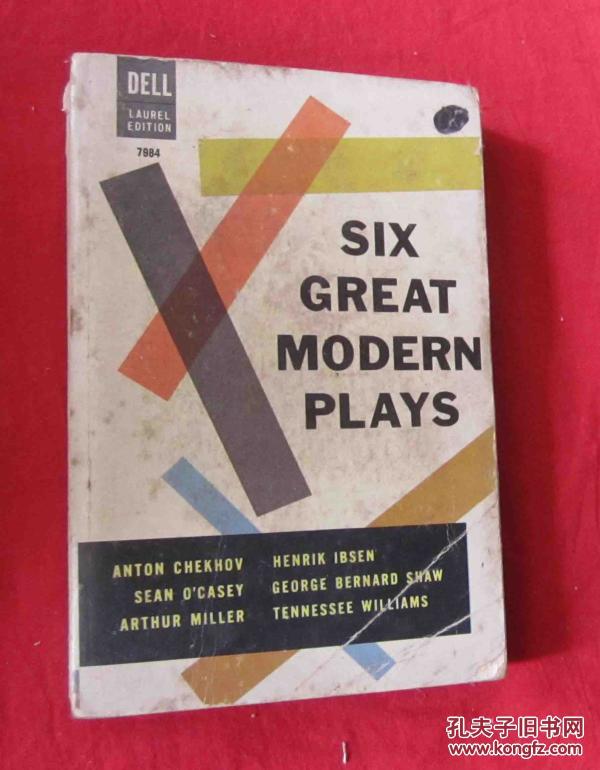 DELL
LAUREL
EDITION
7984
SIX
GREAT
MODERN
PLAYS
ANTON CHEKHOV
SEAN O'CASEY
ARTHUR MILLER
HENRIK IBSEN
GEORGE BERNARD SHAW
TENNESSEE WILLIAMS
孔夫子旧书网
www.kongfz.com